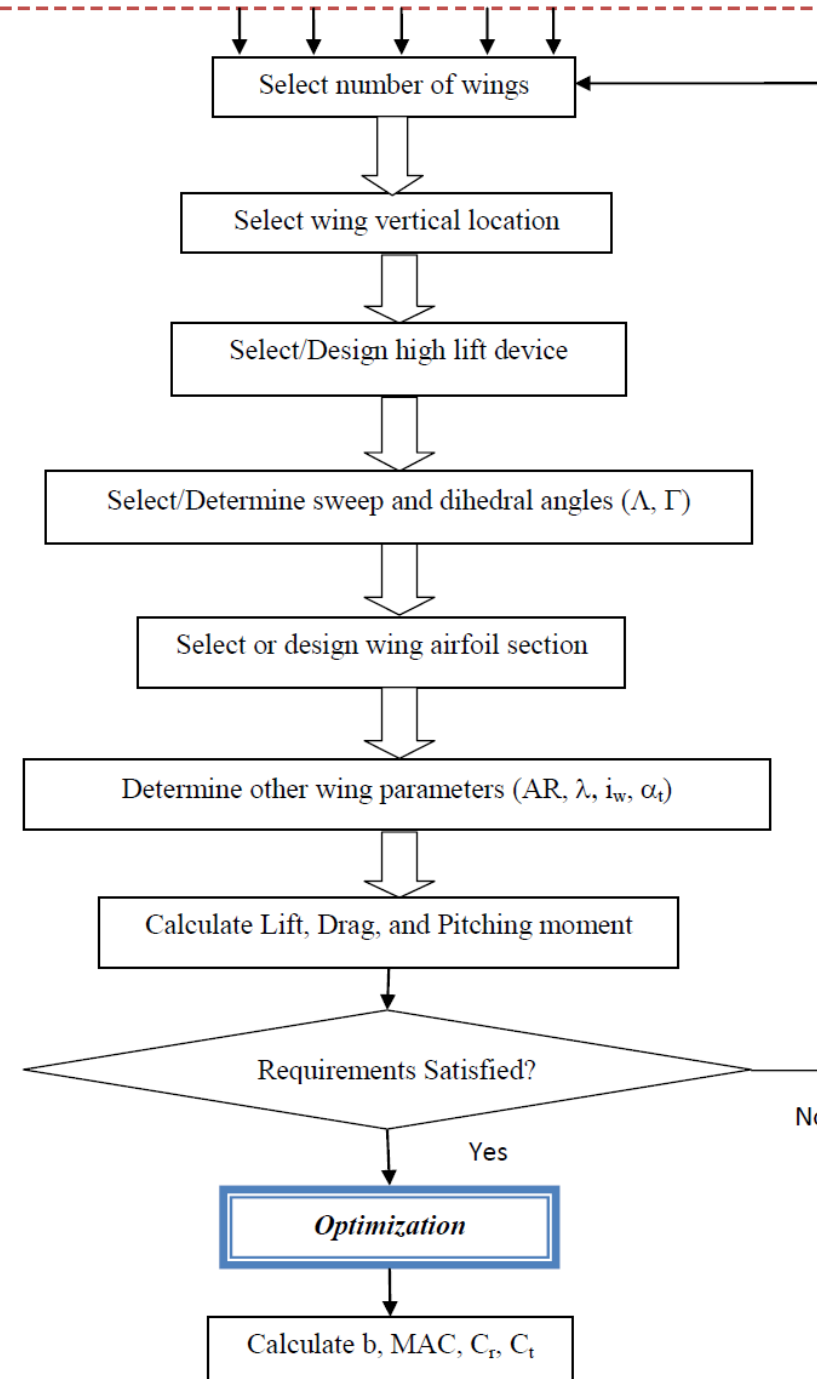 Select number of wings
Select wing vertical location
Select/Design high lift device
Select/Determine sweep and dihedral angles (Λ, Γ)
Select or design wing airfoil section
Determine other wing parameters (AR, λ, iw, αt)
Calculate Lift, Drag, and Pitching moment
Requirements Satisfied?
No
Yes
Optimization
Calculate b, MAC, Cr, Ct